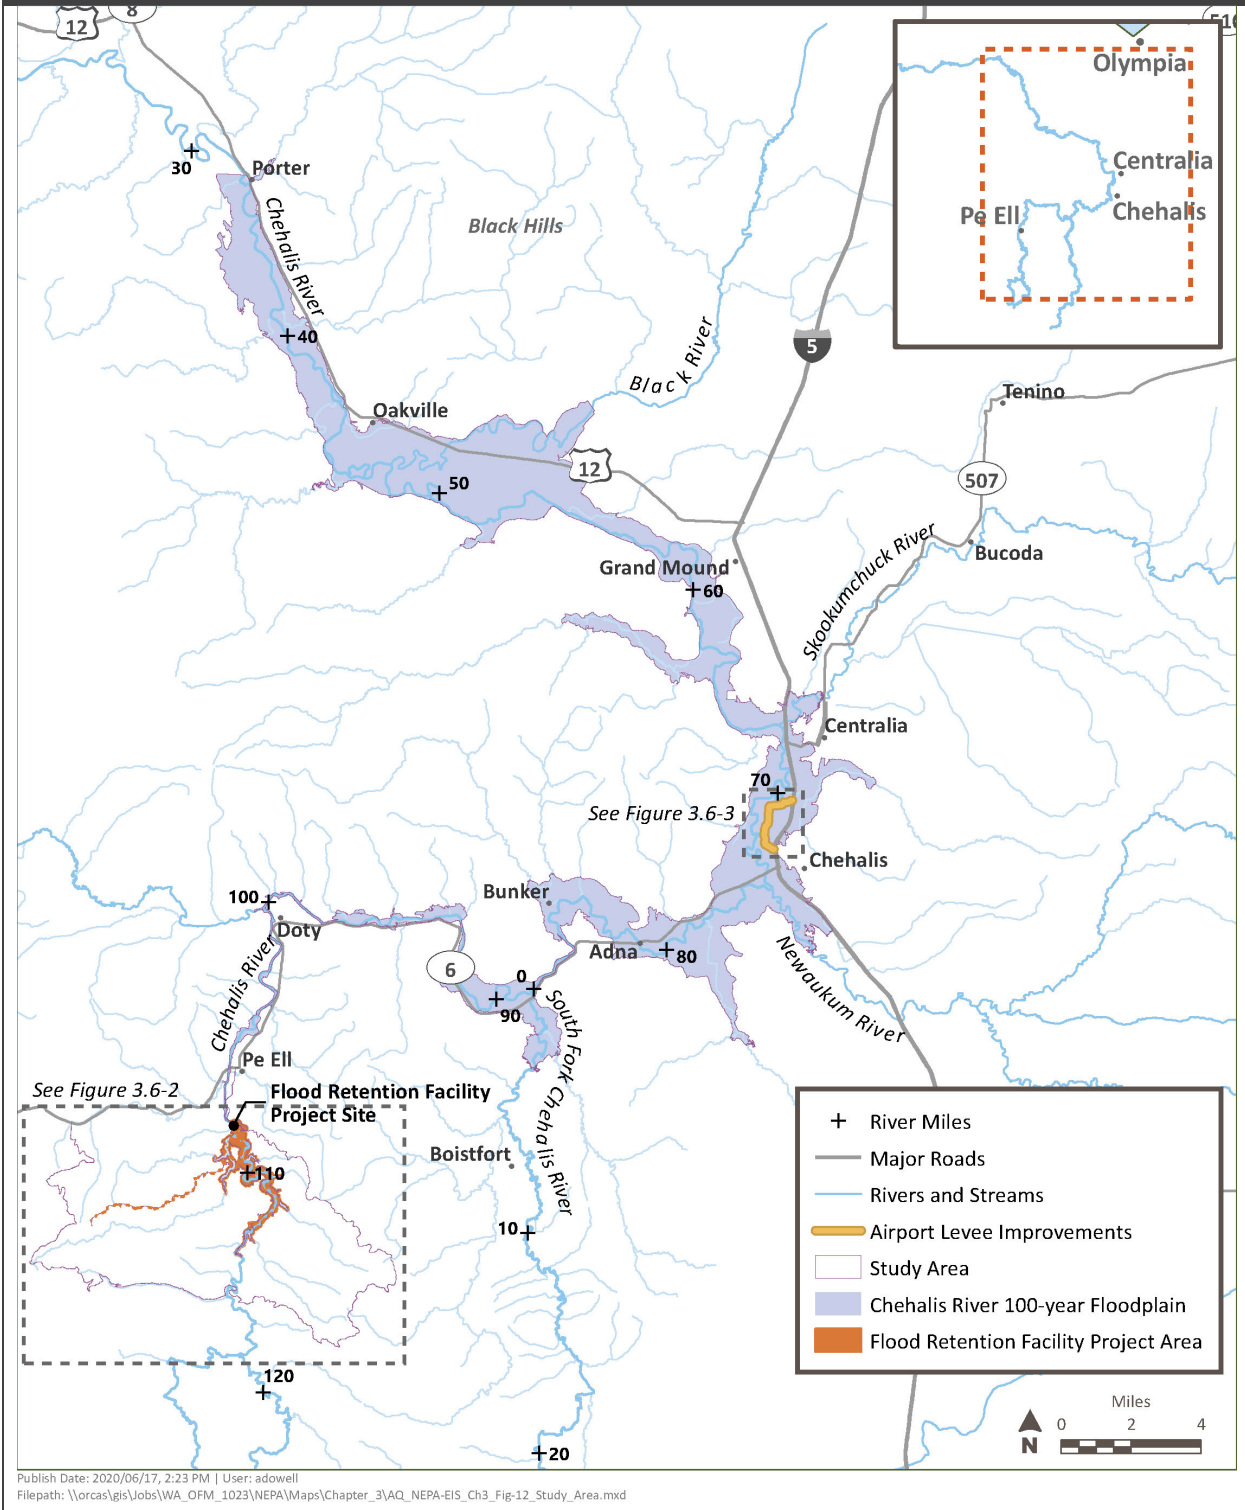 12
8
516
Olympia
Centralia
Chehalis
Pe Ell
30
Porter
Chehalis River
Black Hills
40
Black River
5
Oakville
Tenino
12
507
50
Skookumchuck River
Bucoda
Grand Mound
60
Centralia
70
See Figure 3.6-3
Chehalis
Bunker
100
Doty
Adna
80
6
0
90
Newaukum River
Chehalis River
South Fork Chehalis River
Pe Ell
See Figure 3.6-2
Flood Retention Facility
Project Site
110
Boistfort
10
120
20
River Miles
Major Roads
Rivers and Streams
Airport Levee Improvements
Study Area
Chehalis River 100-year Floodplain
Flood Retention Facility Project Area
Miles
0 2 4
N
Publish Date: 2020/06/17, 2:23 PM | User: adowell
Filepath: \\orcas\gis\Jobs\WA_OFM_1023\NEPA\Maps\Chapter_3\AQ_NEPA-EIS_Ch3_Fig-12_Study_Area.mxd